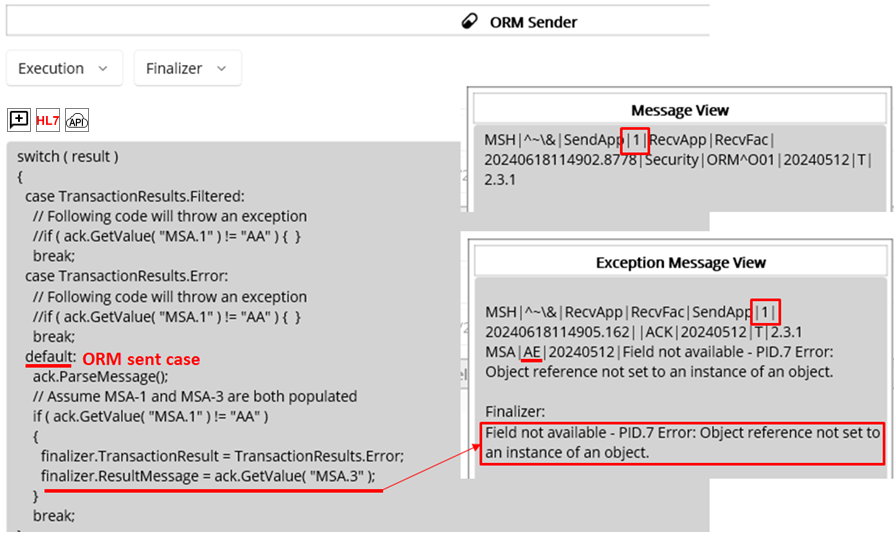 ORM Sender
Execution
Finalizer
HL7
API
switch ( result )
{
case TransactionResults.Filtered:
// Following code will throw an exception
//if ( ack.GetValue( "MSA.1" ) != "AA" ) {  }
break;
case TransactionResults.Error:
// Following code will throw an exception
//if ( ack.GetValue( "MSA.1" ) != "AA" ) {  }
break;
default: ORM sent case
ack.ParseMessage();
// Assume MSA-1 and MSA-3 are both populated
if ( ack.GetValue( "MSA.1" ) != "AA" )
{
finalizer.TransactionResult = TransactionResults.Error;
finalizer.ResultMessage = ack.GetValue( "MSA.3" );
}
break;
Message View
MSH|^~\&|SendApp|1|RecvApp|RecvFac|
20240618114902.8778|Security|ORM^O01|20240512|T|
2.3.1
Exception Message View
MSH|^~\&|RecvApp|RecvFac|SendApp|1|
20240618114905.162||ACK|20240512|T|2.3.1
MSA|AE|20240512|Field not available - PID.7 Error:
Object reference not set to an instance of an object.
Finalizer:
Field not available - PID.7 Error: Object reference not set to
an instance of an object.